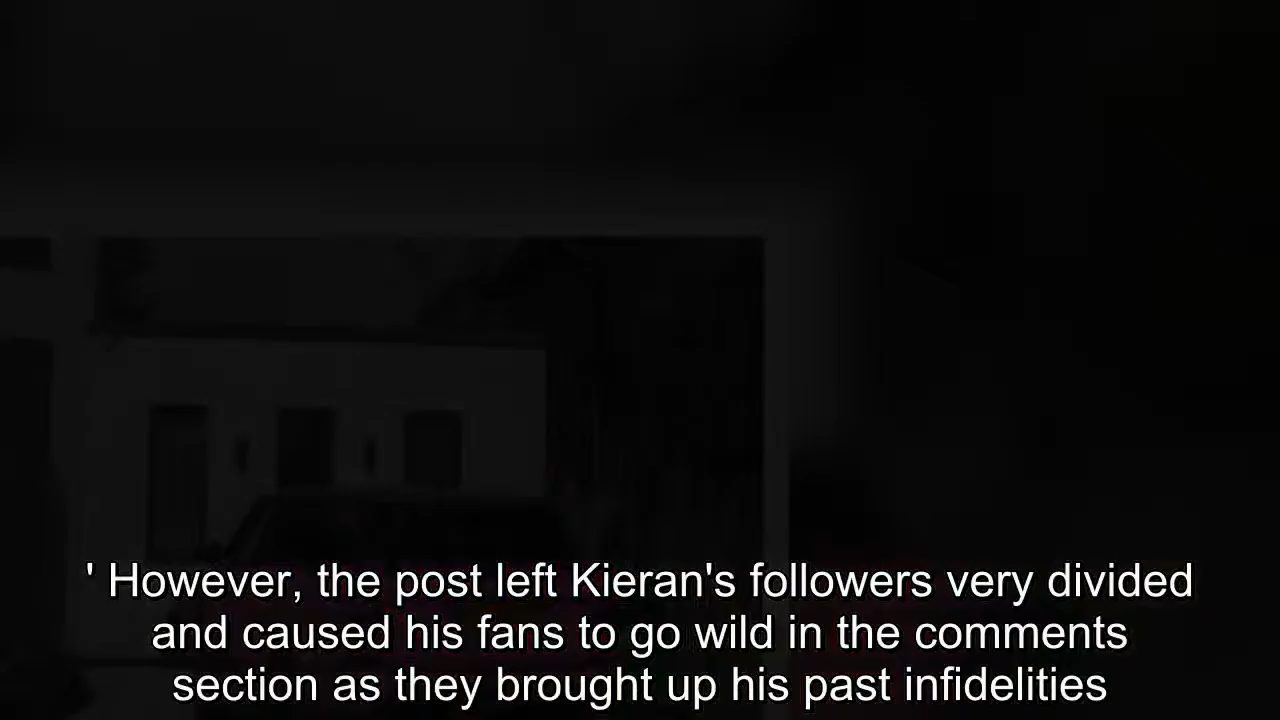 ' However, the post left Kieran's followers very divided
and caused his fans to go wild in the comments
section as they brought up his past infidelities